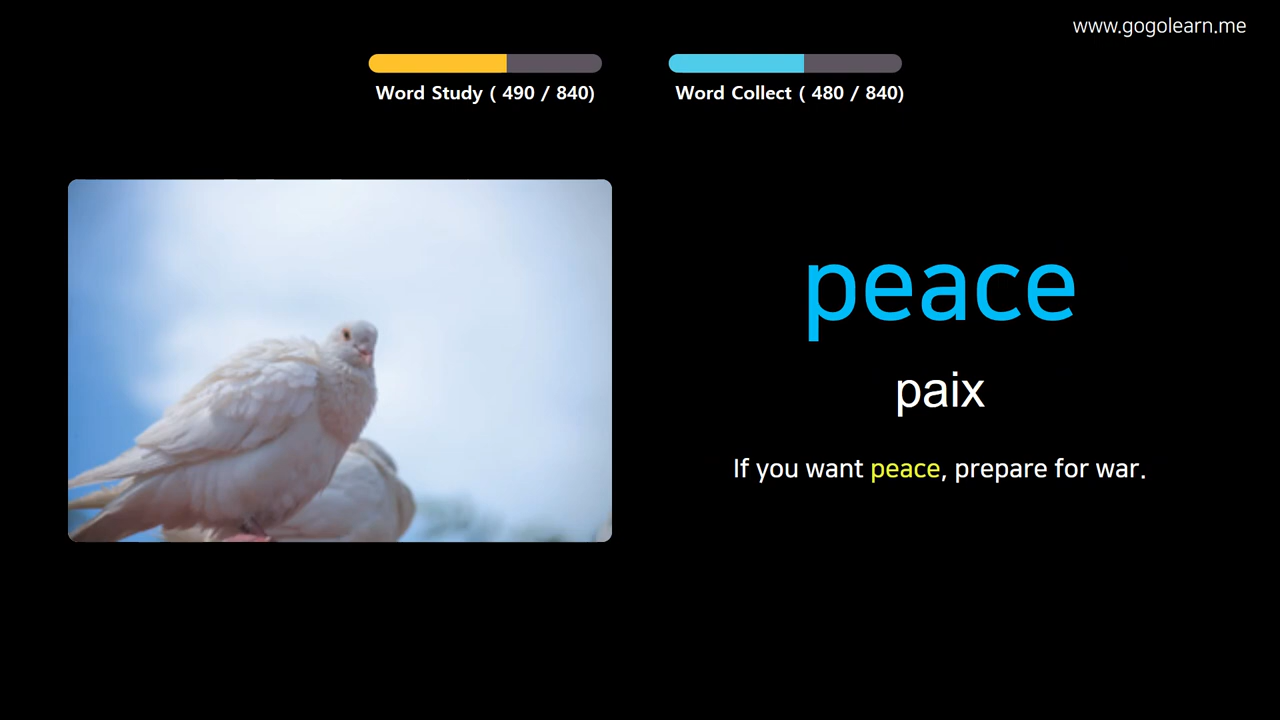 www.gogolearn.me
Word Study ( 490 / 840)
Word Collect ( 480 / 840)
peace
paix
If you want peace, prepare for war.